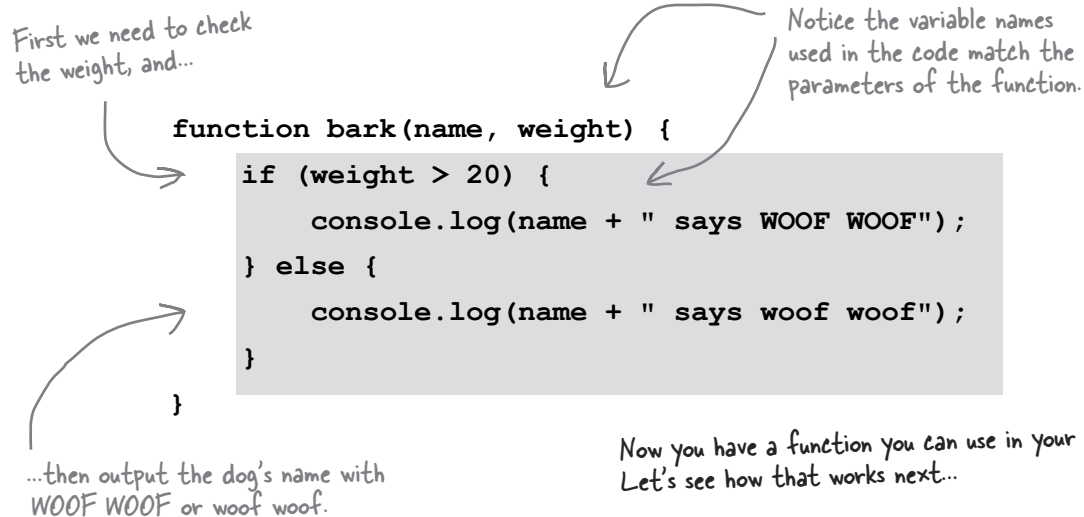 First we need to check
the weight, and...
Notice the variable names
used in the code match the
parameters of the function.
function bark(name, weight) {
if (weight > 20) {
console.log(name + " says WOOF WOOF");
} else {
console.log(name + " says woof woof");
}
}
...then output the dog's name with
WOOF WOOF or woof woof.
Now you have a function you can use in your
Let's see how that works next...